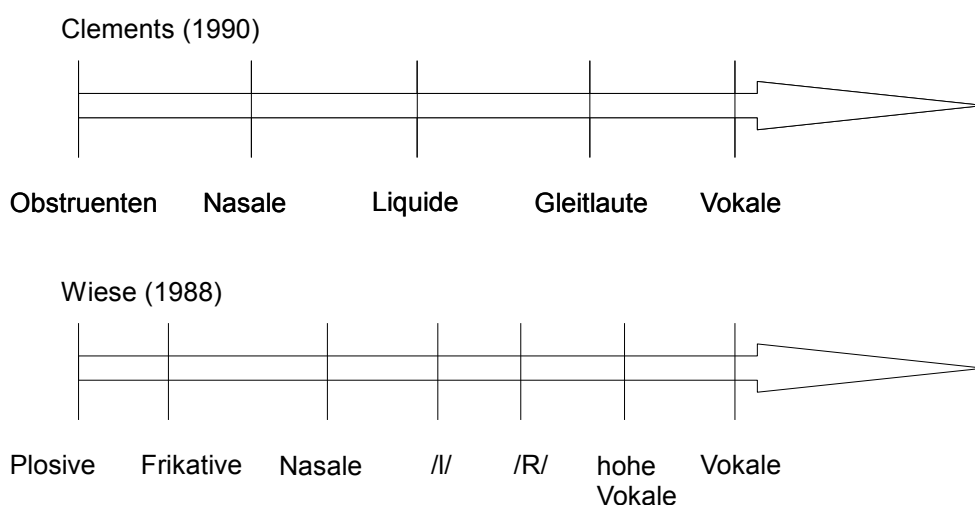 Clements (1990)
Obstruenten Nasale Liquide Gleitlaute Vokale
Wiese (1988)
Plosive Frikative Nasale /l/ /R/ hohe Vokale
Vokale